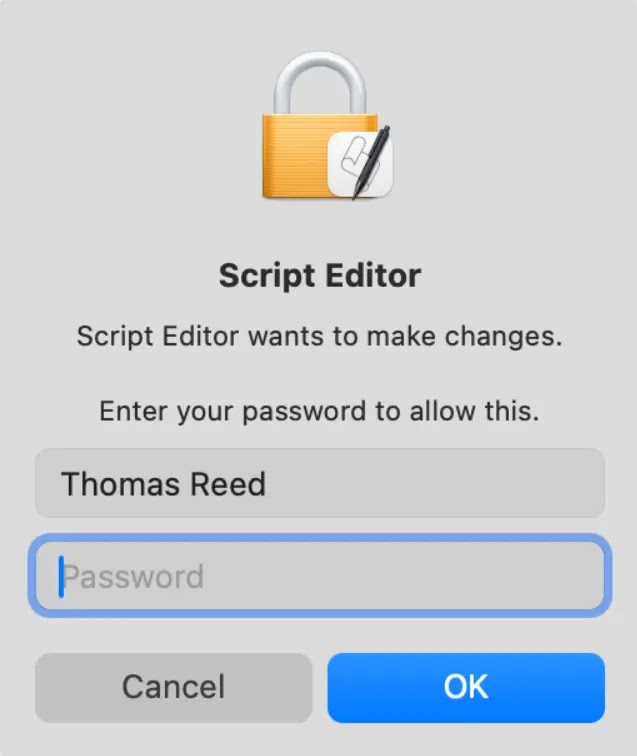 Script Editor
Script Editor wants to make changes.
Enter your password to allow this.
Thomas Reed
Password
Cancel
OK